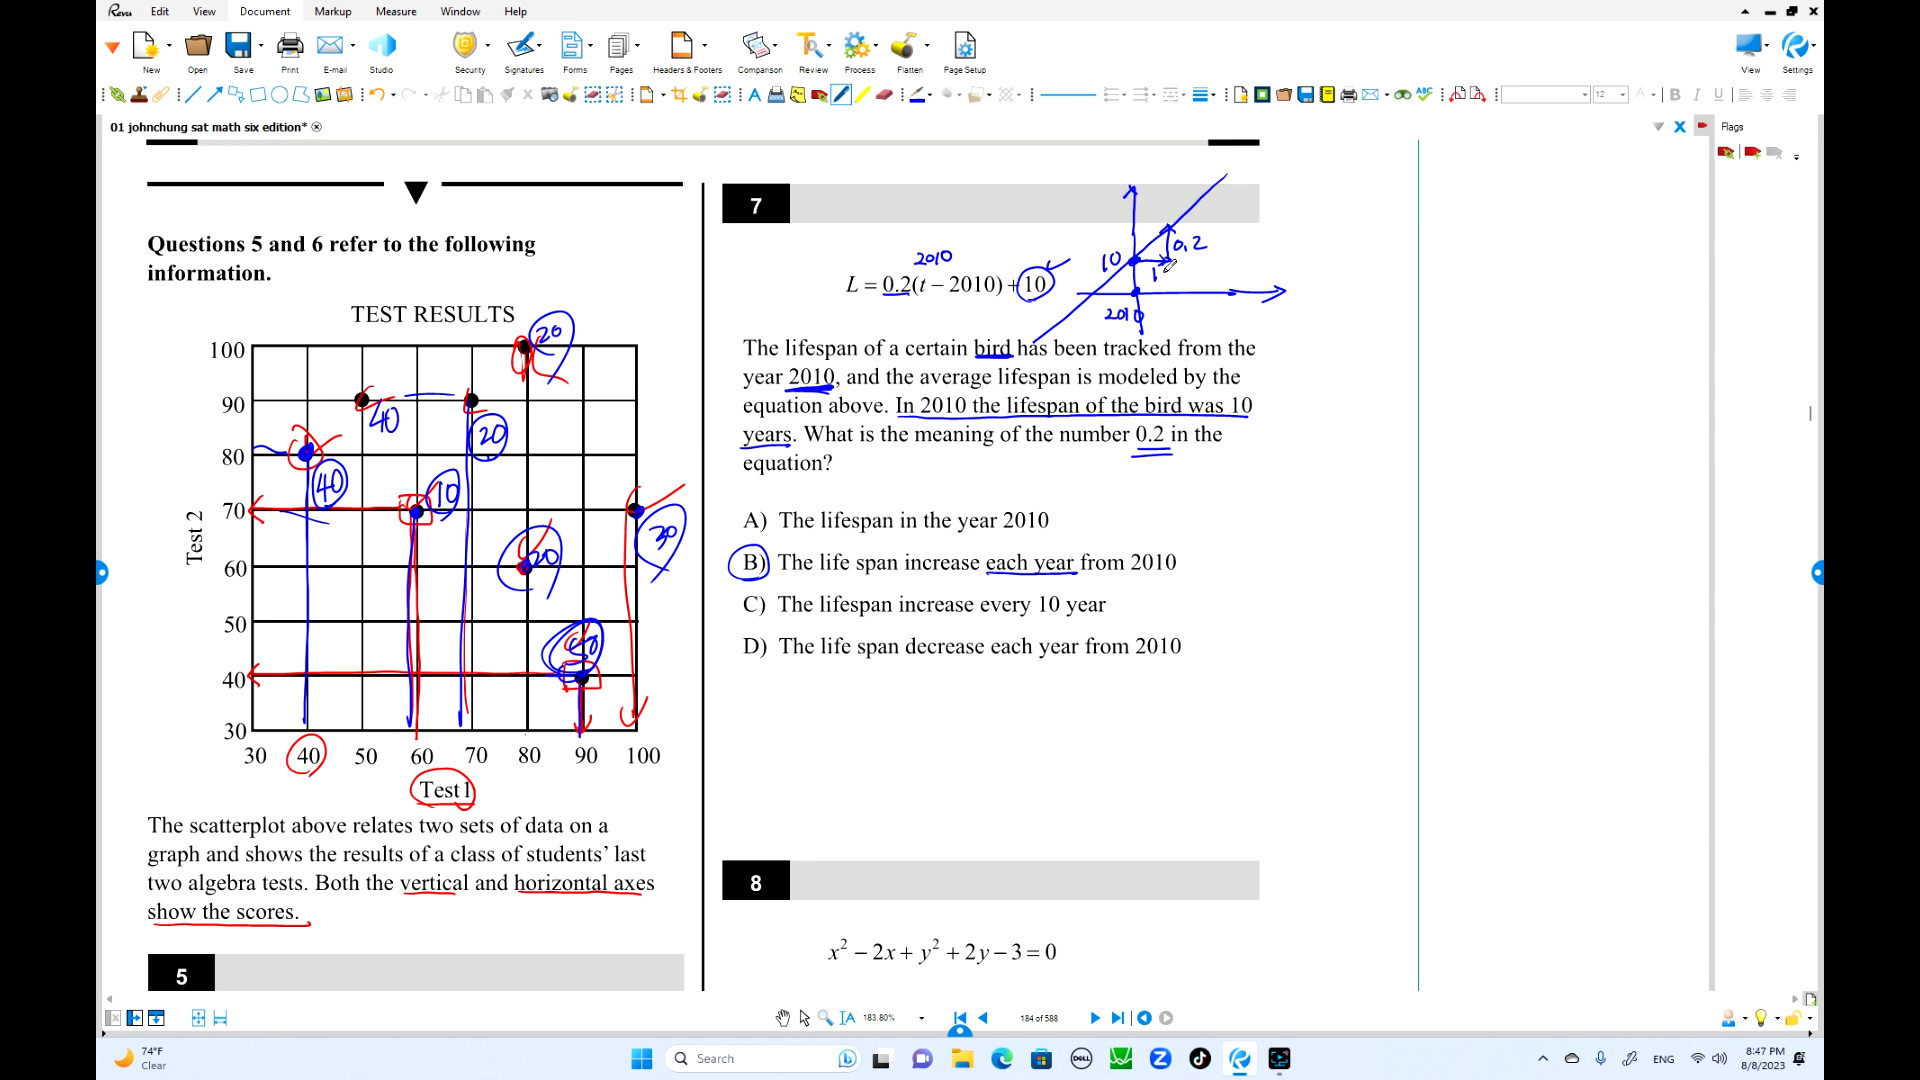 Revu Edit View Document Markup Measure Window Help
New Open Save Print E-mail Studio Security Signatures Forms Pages Headers & Footers Comparison Review Process Flatten Page Setup View Settings
12
01 johnchung sat math six edition*
Flags
Questions 5 and 6 refer to the following
information.
TEST RESULTS
100
90
80
70
60
50
40
30
Test 2
30 40 50 60 70 80 90 100
Test 1
20
40
20
40
10
30
20
50
The scatterplot above relates two sets of data on a
graph and shows the results of a class of students’ last
two algebra tests. Both the vertical and horizontal axes
show the scores.
5
7
2010
L = 0.2(t − 2010) + 10
10
0.2
1
2010
The lifespan of a certain bird has been tracked from the
year 2010, and the average lifespan is modeled by the
equation above. In 2010 the lifespan of the bird was 10
years. What is the meaning of the number 0.2 in the
equation?
A) The lifespan in the year 2010
B) The life span increase each year from 2010
C) The lifespan increase every 10 year
D) The life span decrease each year from 2010
8
x² − 2x + y² + 2y − 3 = 0
183.80%
184 of 588
74°F
Clear
Search
DELL
ENG
8:47 PM
8/8/2023